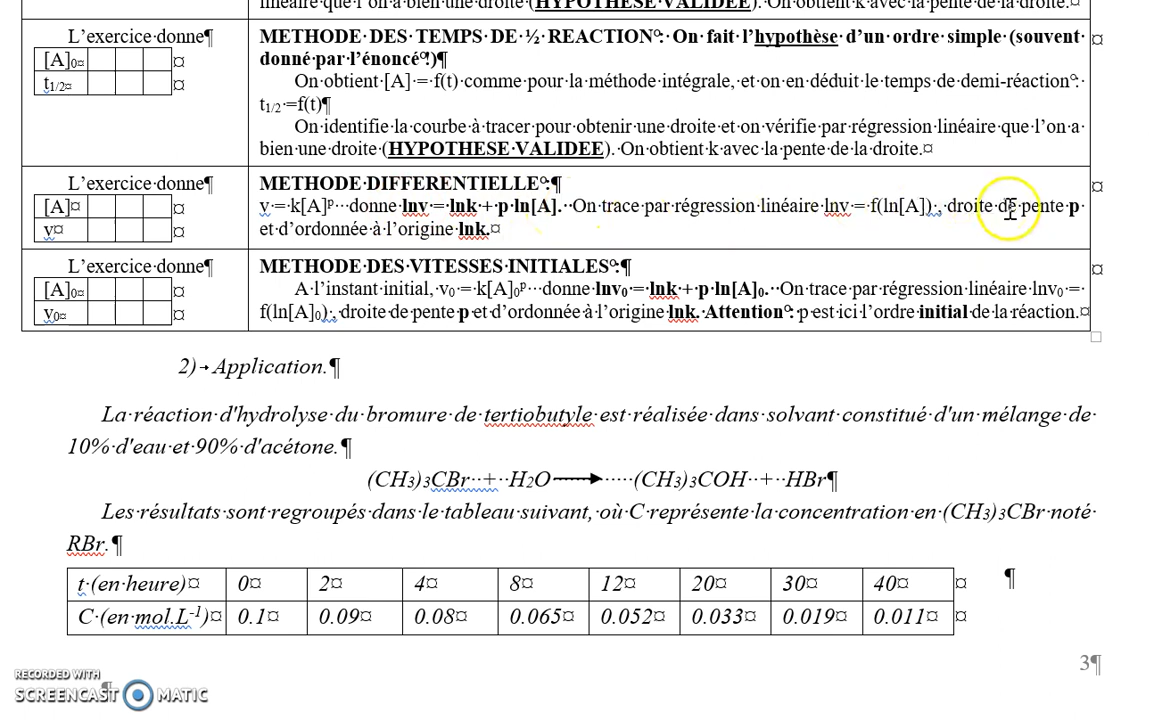 linéaire que l'on a bien une droite (HYPOTHESE VALIDEE). On obtient k avec la pente de la droite.¤
L'exercice donne¶
[A]0¤ ¤
t1/2¤ ¤
METHODE DES TEMPS DE ½ REACTION°: On fait l'hypothèse d'un ordre simple (souvent
donné par l'énoncé°!)¶
On obtient [A] = f(t) comme pour la méthode intégrale, et on en déduit le temps de demi-réaction°:
t1/2 =f(t)¶
On identifie la courbe à tracer pour obtenir une droite et on vérifie par régression linéaire que l'on a
bien une droite (HYPOTHESE VALIDEE). On obtient k avec la pente de la droite.¤
¤
L'exercice donne¶
[A]¤ ¤
v¤ ¤
METHODE DIFFERENTIELLE°:¶
v = k[A]p donne lnv = lnk + p ln[A]. On trace par régression linéaire lnv = f(ln[A]) , droite de pente p
et d'ordonnée à l'origine lnk.¤
¤
L'exercice donne¶
[A]0¤ ¤
v0¤ ¤
METHODE DES VITESSES INITIALES°:¶
A l'instant initial, v0 = k[A]0p donne lnv0 = lnk + p ln[A]0. On trace par régression linéaire lnv0 =
f(ln[A]0) , droite de pente p et d'ordonnée à l'origine lnk. Attention°: p est ici l'ordre initial de la réaction.¤
¤
2)→Application.¶
La réaction d'hydrolyse du bromure de tertiobutyle est réalisée dans solvant constitué d'un mélange de
10% d'eau et 90% d'acétone.¶
(CH3)3CBr + H2O → (CH3)3COH + HBr¶
Les résultats sont regroupés dans le tableau suivant, où C représente la concentration en (CH3)3CBr noté
RBr.¶
t (en heure)¤ 0¤ 2¤ 4¤ 8¤ 12¤ 20¤ 30¤ 40¤ ¤ ¶
C (en mol.L-1)¤ 0.1¤ 0.09¤ 0.08¤ 0.065¤ 0.052¤ 0.033¤ 0.019¤ 0.011¤ ¤
3¶
RECORDED WITH
SCREENCAST MATIC